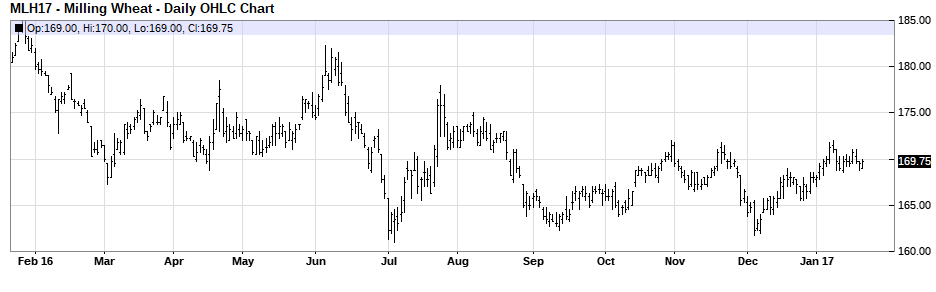 MLH17 - Milling Wheat - Daily OHLC Chart
Op:169.00, Hi:170.00, Lo:169.00, Cl:169.75
185.00
180.00
175.00
169.75
165.00
160.00
Feb 16 Mar Apr May Jun Jul Aug Sep Oct Nov Dec Jan 17